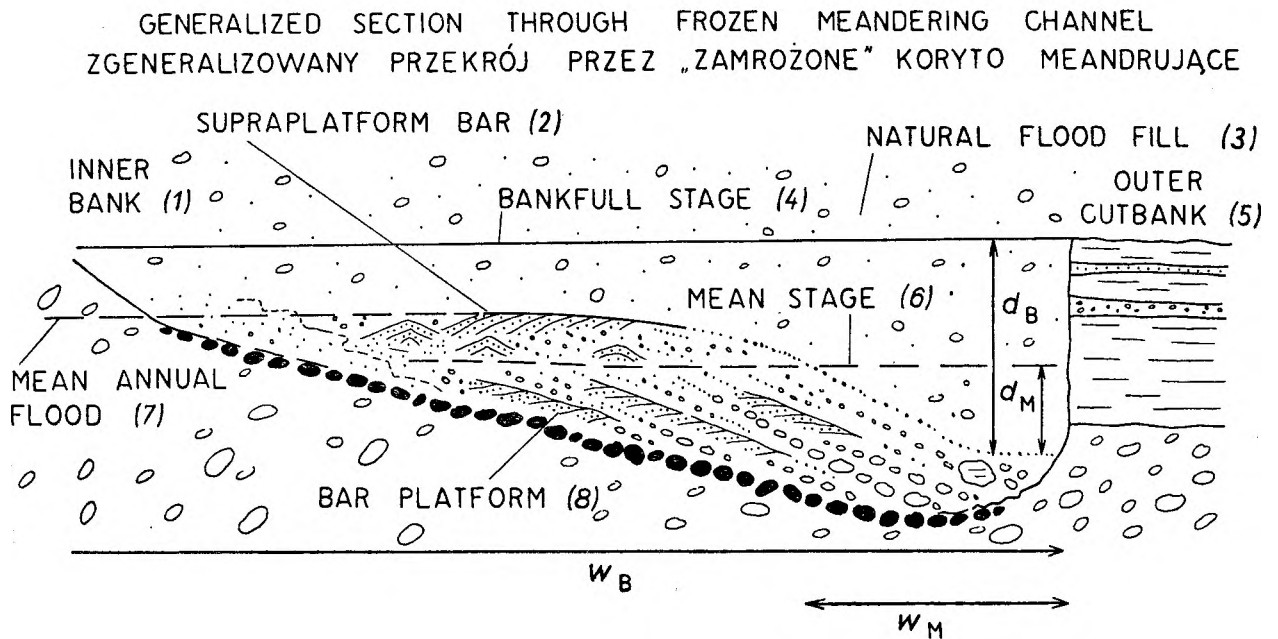 GENERALIZED SECTION THROUGH FROZEN MEANDERING CHANNEL
ZGENERALIZOWANY PRZEKRÓJ PRZEZ „ZAMROŻONE” KORYTO MEANDRUJĄCE
SUPRAPLATFORM BAR (2)
NATURAL FLOOD FILL (3)
INNER
BANK (1)
BANKFULL STAGE (4)
OUTER
CUTBANK (5)
MEAN STAGE (6)
d_B
MEAN ANNUAL
FLOOD (7)
d_M
BAR PLATFORM (8)
w_B
w_M